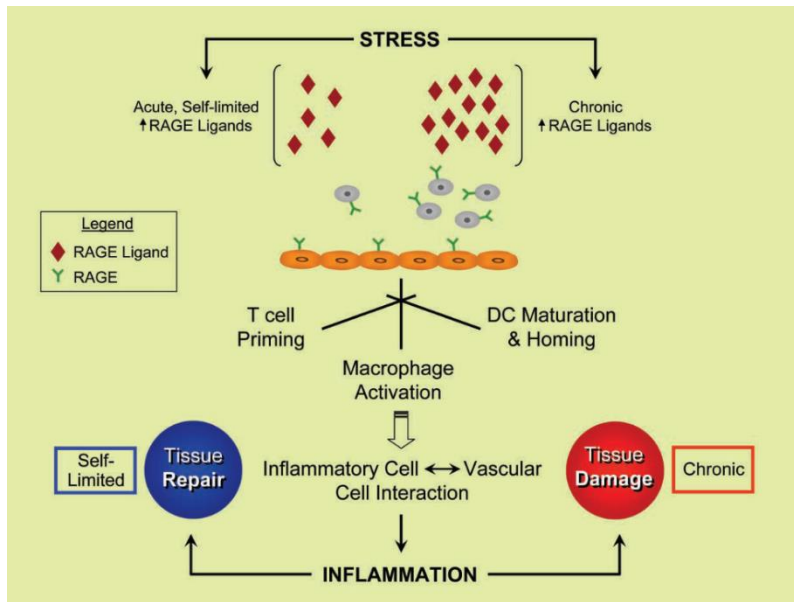 STRESS
Acute, Self-limited
↑RAGE Ligands
Chronic
↑RAGE Ligands
Legend
RAGE Ligand
RAGE
T cell
Priming
DC Maturation
& Homing
Macrophage
Activation
Self-
Limited
Tissue
Repair
Inflammatory Cell ↔ Vascular
Cell Interaction
Tissue
Damage
Chronic
INFLAMMATION